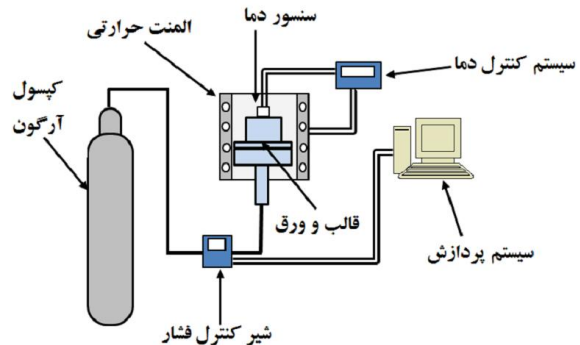 سنسور دما
المنت حرارتی
سیستم کنترل دما
کپسول
آرگون
قالب و ورق
سیستم پردازش
شیر کنترل فشار